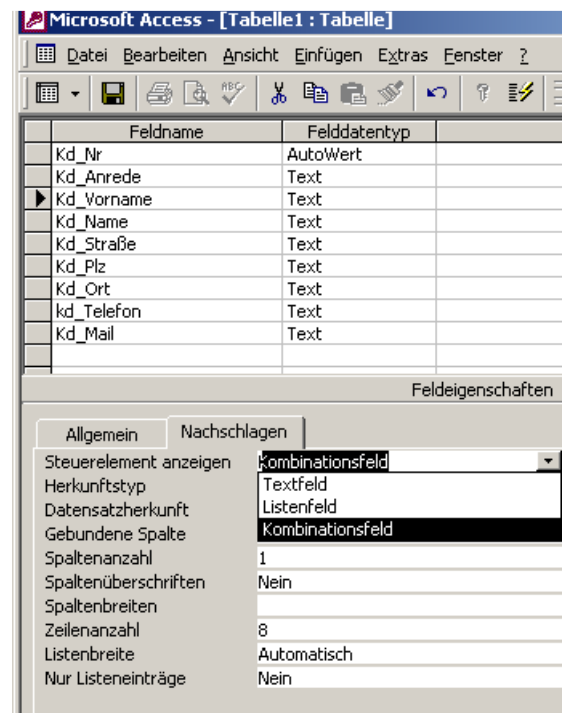 Microsoft Access - [Tabelle1 : Tabelle]
Datei Bearbeiten Ansicht Einfügen Extras Fenster ?
ABC
Feldname Felddatentyp
Kd_Nr AutoWert
Kd_Anrede Text
Kd_Vorname Text
Kd_Name Text
Kd_Straße Text
Kd_Plz Text
Kd_Ort Text
kd_Telefon Text
Kd_Mail Text
Feldeigenschaften
Allgemein Nachschlagen
Steuerelement anzeigen Kombinationsfeld
Herkunftstyp Textfeld
Datensatzherkunft Listenfeld
Gebundene Spalte Kombinationsfeld
Spaltenanzahl 1
Spaltenüberschriften Nein
Spaltenbreiten
Zeilenanzahl 8
Listenbreite Automatisch
Nur Listeneinträge Nein